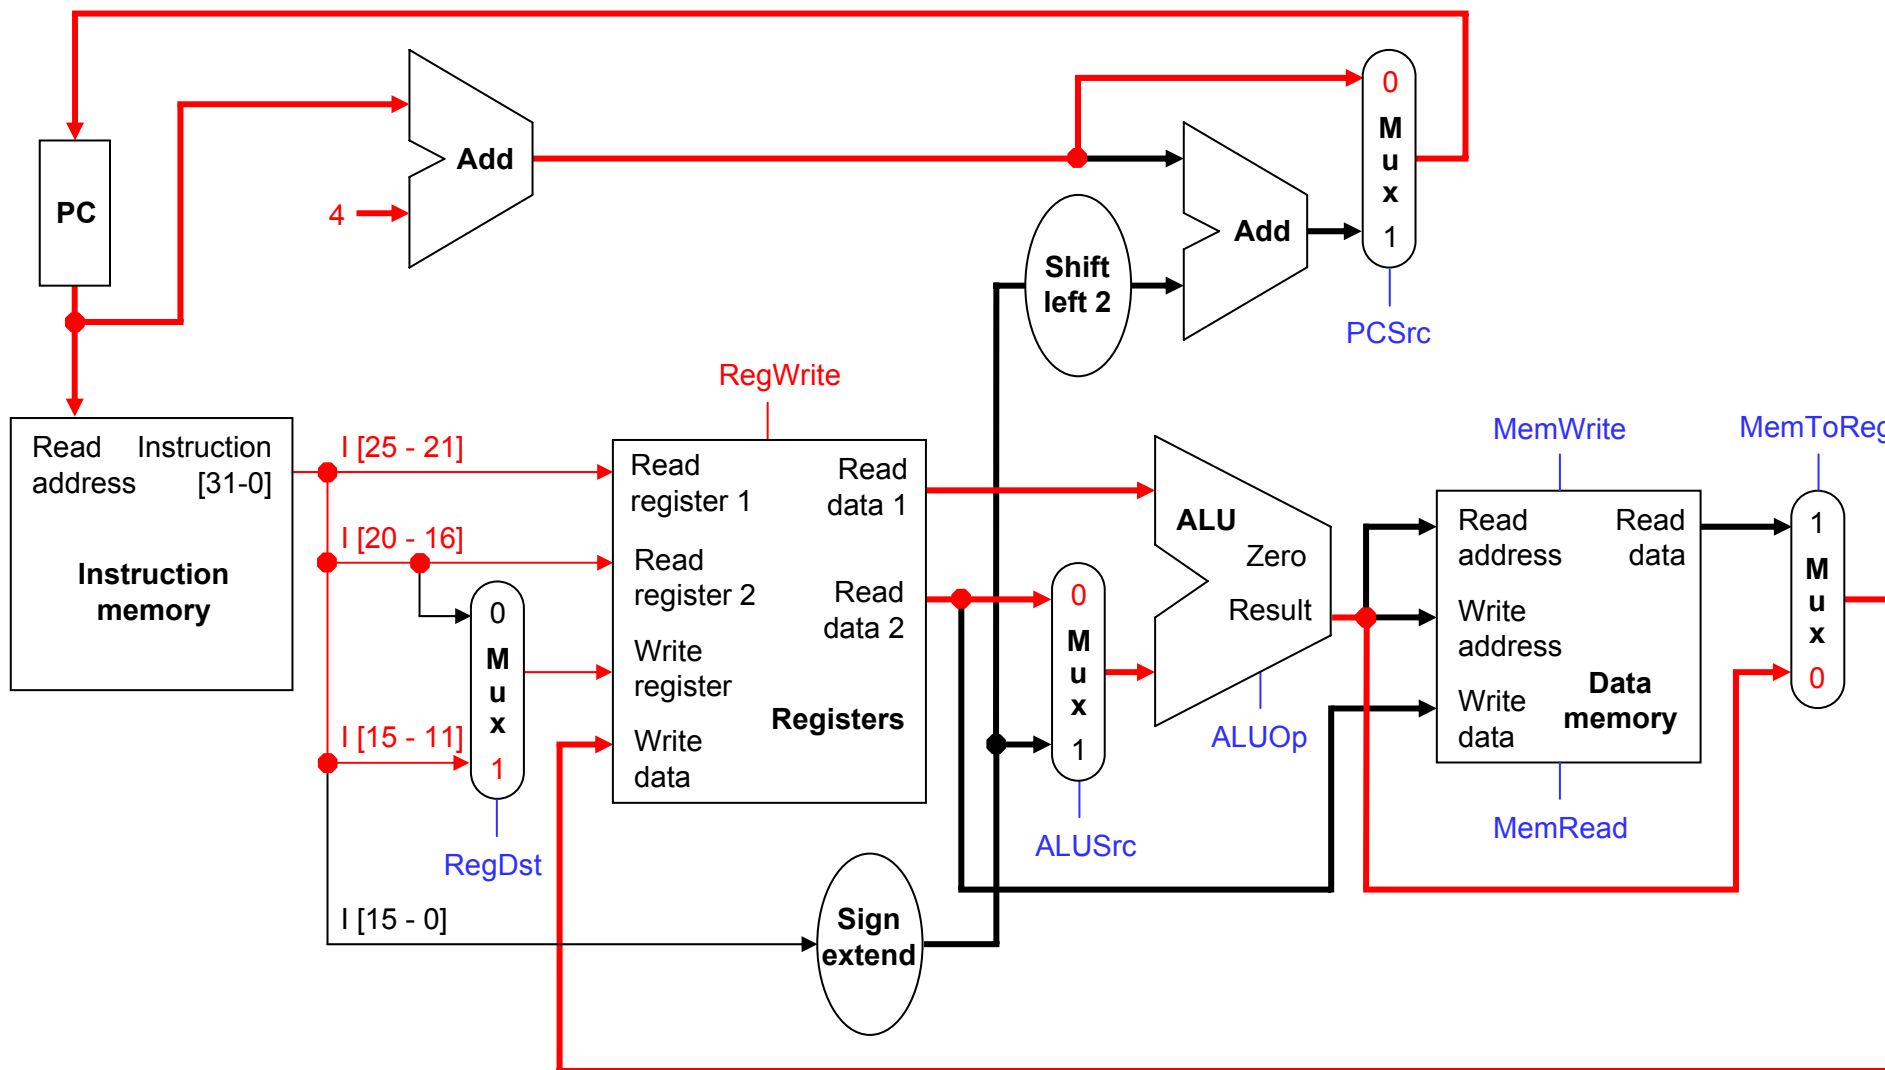 PC
Add
4
Add
Shift
left 2
0
M
u
x
1
PCSrc
RegWrite
Read
address
Instruction
[31-0]
Instruction
memory
I [25 - 21]
I [20 - 16]
I [15 - 11]
I [15 - 0]
0
M
u
x
1
RegDst
Read
register 1
Read
data 1
Read
register 2
Read
data 2
Write
register
Write
data
Registers
Sign
extend
0
M
u
x
1
ALUSrc
ALU
Zero
Result
ALUOp
MemWrite
Read
address
Read
data
Write
address
Write
data
Data
memory
MemRead
MemToReg
1
M
u
x
0